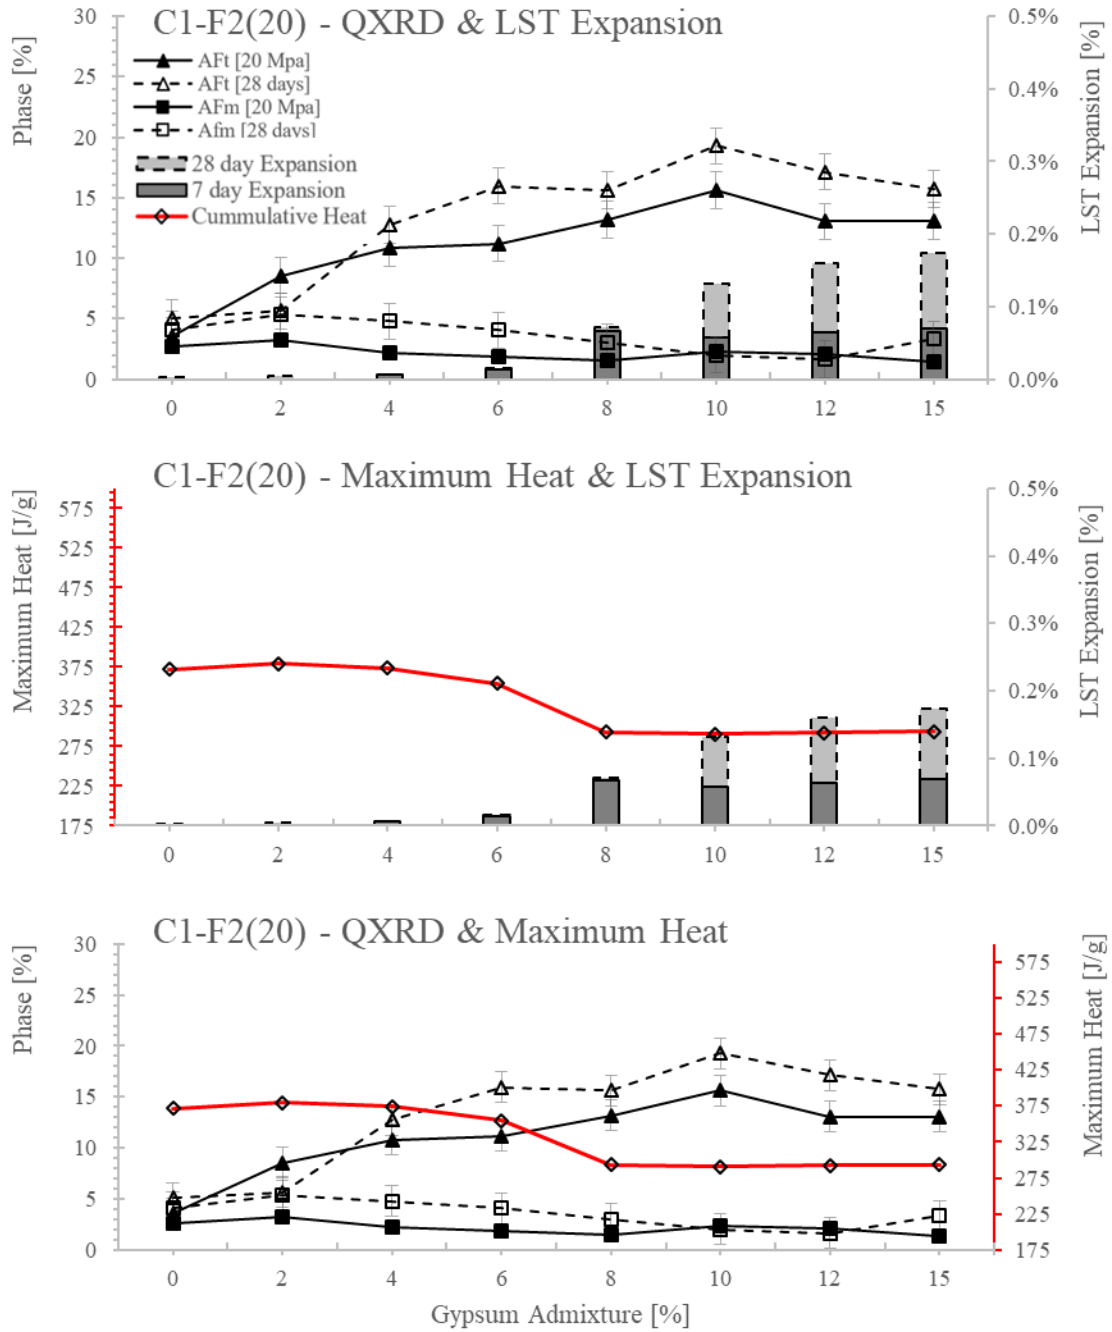 C1-F2(20) - QXRD & LST Expansion
Phase [%]
LST Expansion [%]
30
25
20
15
10
5
0
0.5%
0.4%
0.3%
0.2%
0.1%
0.0%
AFt [20 Mpa]
AFt [28 days]
AFm [20 Mpa]
Afm [28 days]
28 day Expansion
7 day Expansion
Cummulative Heat
0 2 4 6 8 10 12 15
C1-F2(20) - Maximum Heat & LST Expansion
Maximum Heat [J/g]
LST Expansion [%]
575
525
475
425
375
325
275
225
175
0.5%
0.4%
0.3%
0.2%
0.1%
0.0%
0 2 4 6 8 10 12 15
C1-F2(20) - QXRD & Maximum Heat
Phase [%]
Maximum Heat [J/g]
30
25
20
15
10
5
0
575
525
475
425
375
325
275
225
175
0 2 4 6 8 10 12 15
Gypsum Admixture [%]